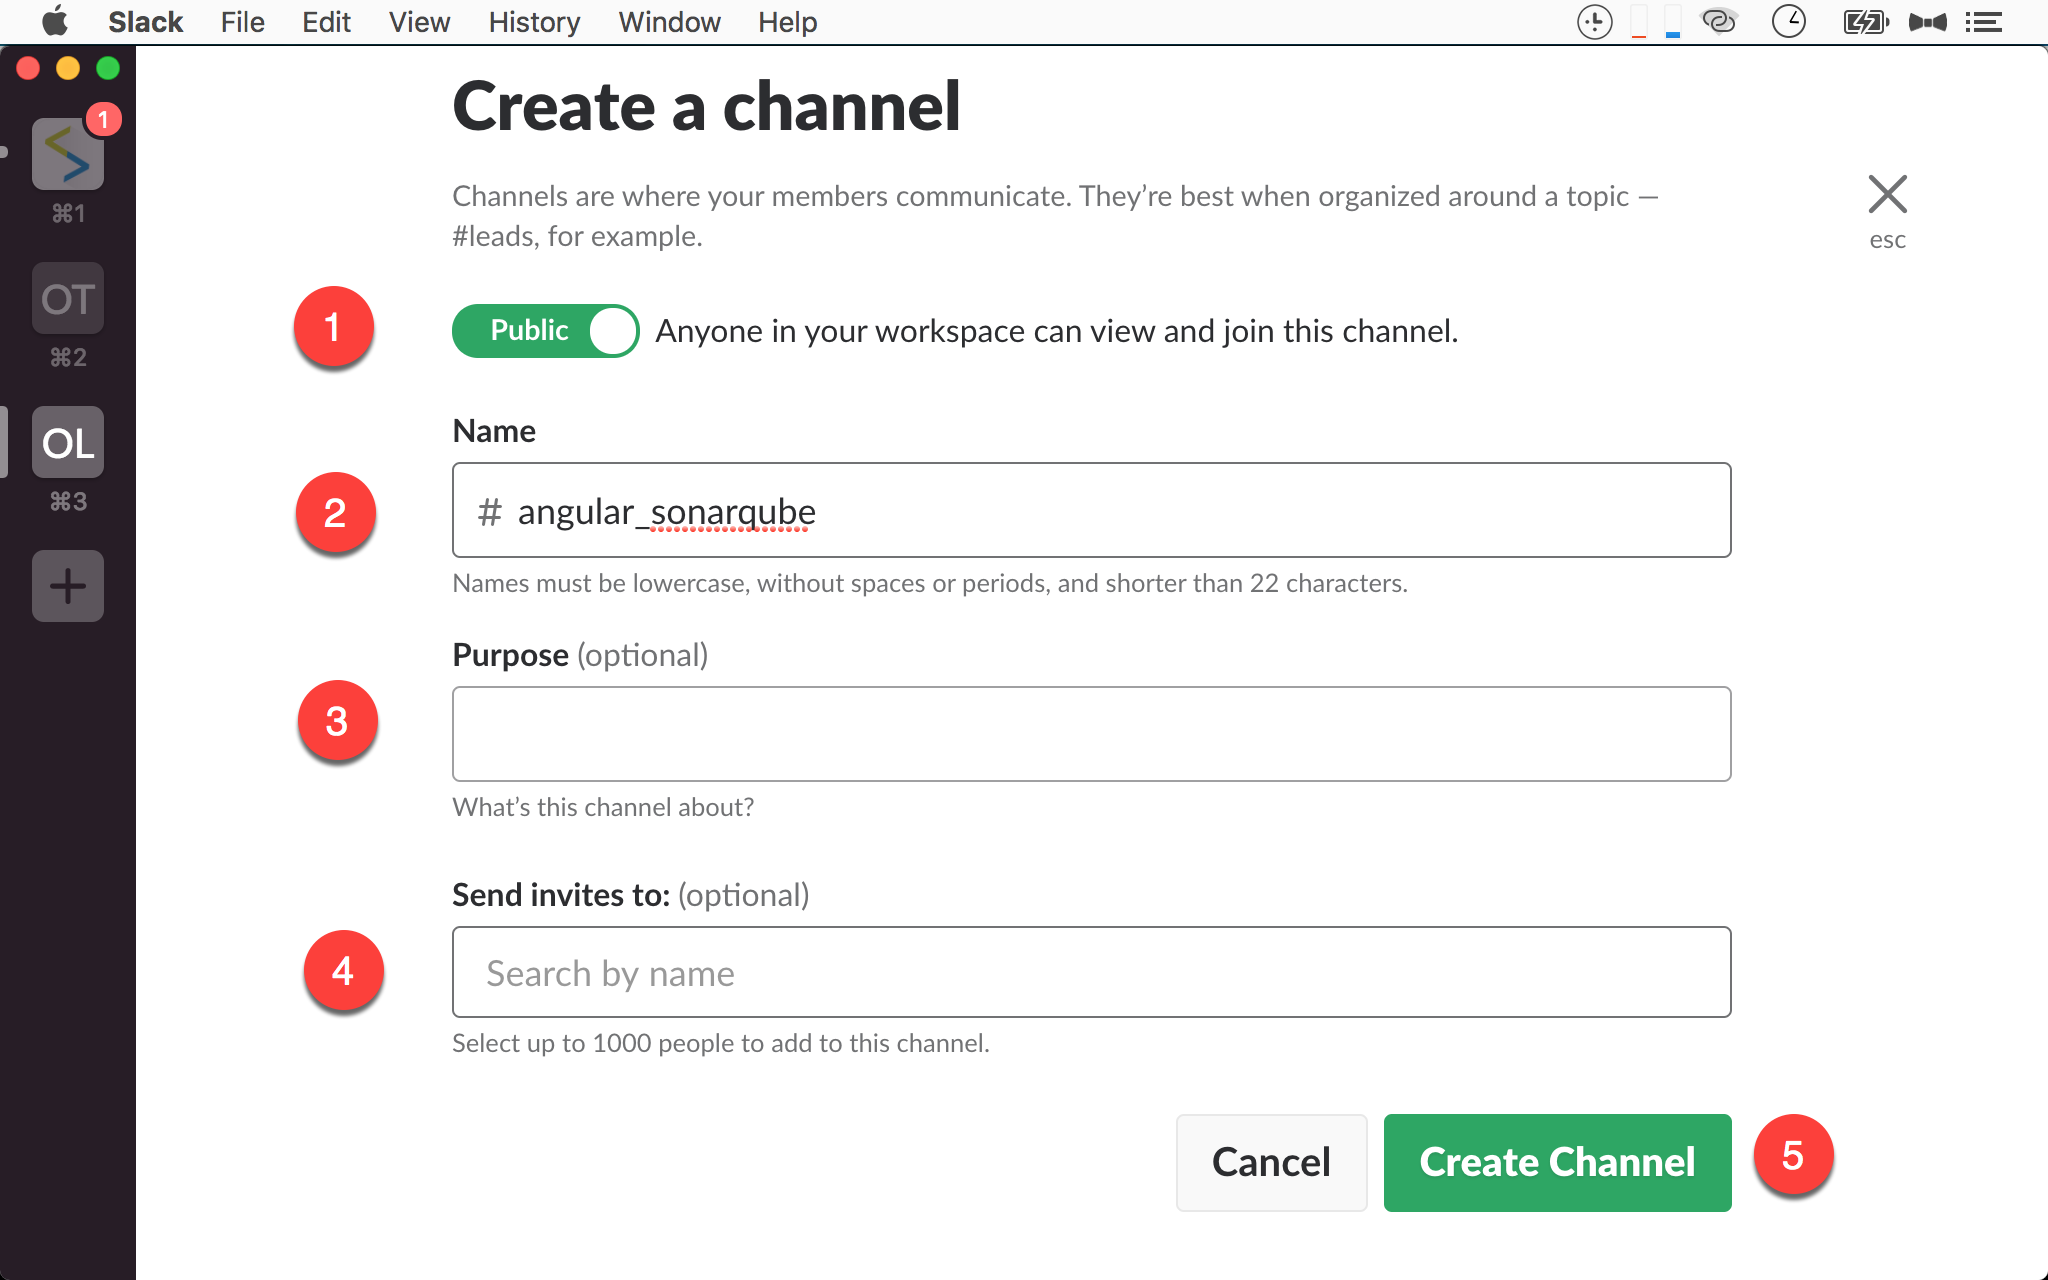 Slack File Edit View History Window Help
1
⌘1
OT
⌘2
OL
⌘3
Create a channel
Channels are where your members communicate. They’re best when organized around a topic —
#leads, for example.
esc
1
Public Anyone in your workspace can view and join this channel.
Name
2
# angular_sonarqube
Names must be lowercase, without spaces or periods, and shorter than 22 characters.
Purpose (optional)
3
What’s this channel about?
Send invites to: (optional)
4
Search by name
Select up to 1000 people to add to this channel.
Cancel Create Channel 5